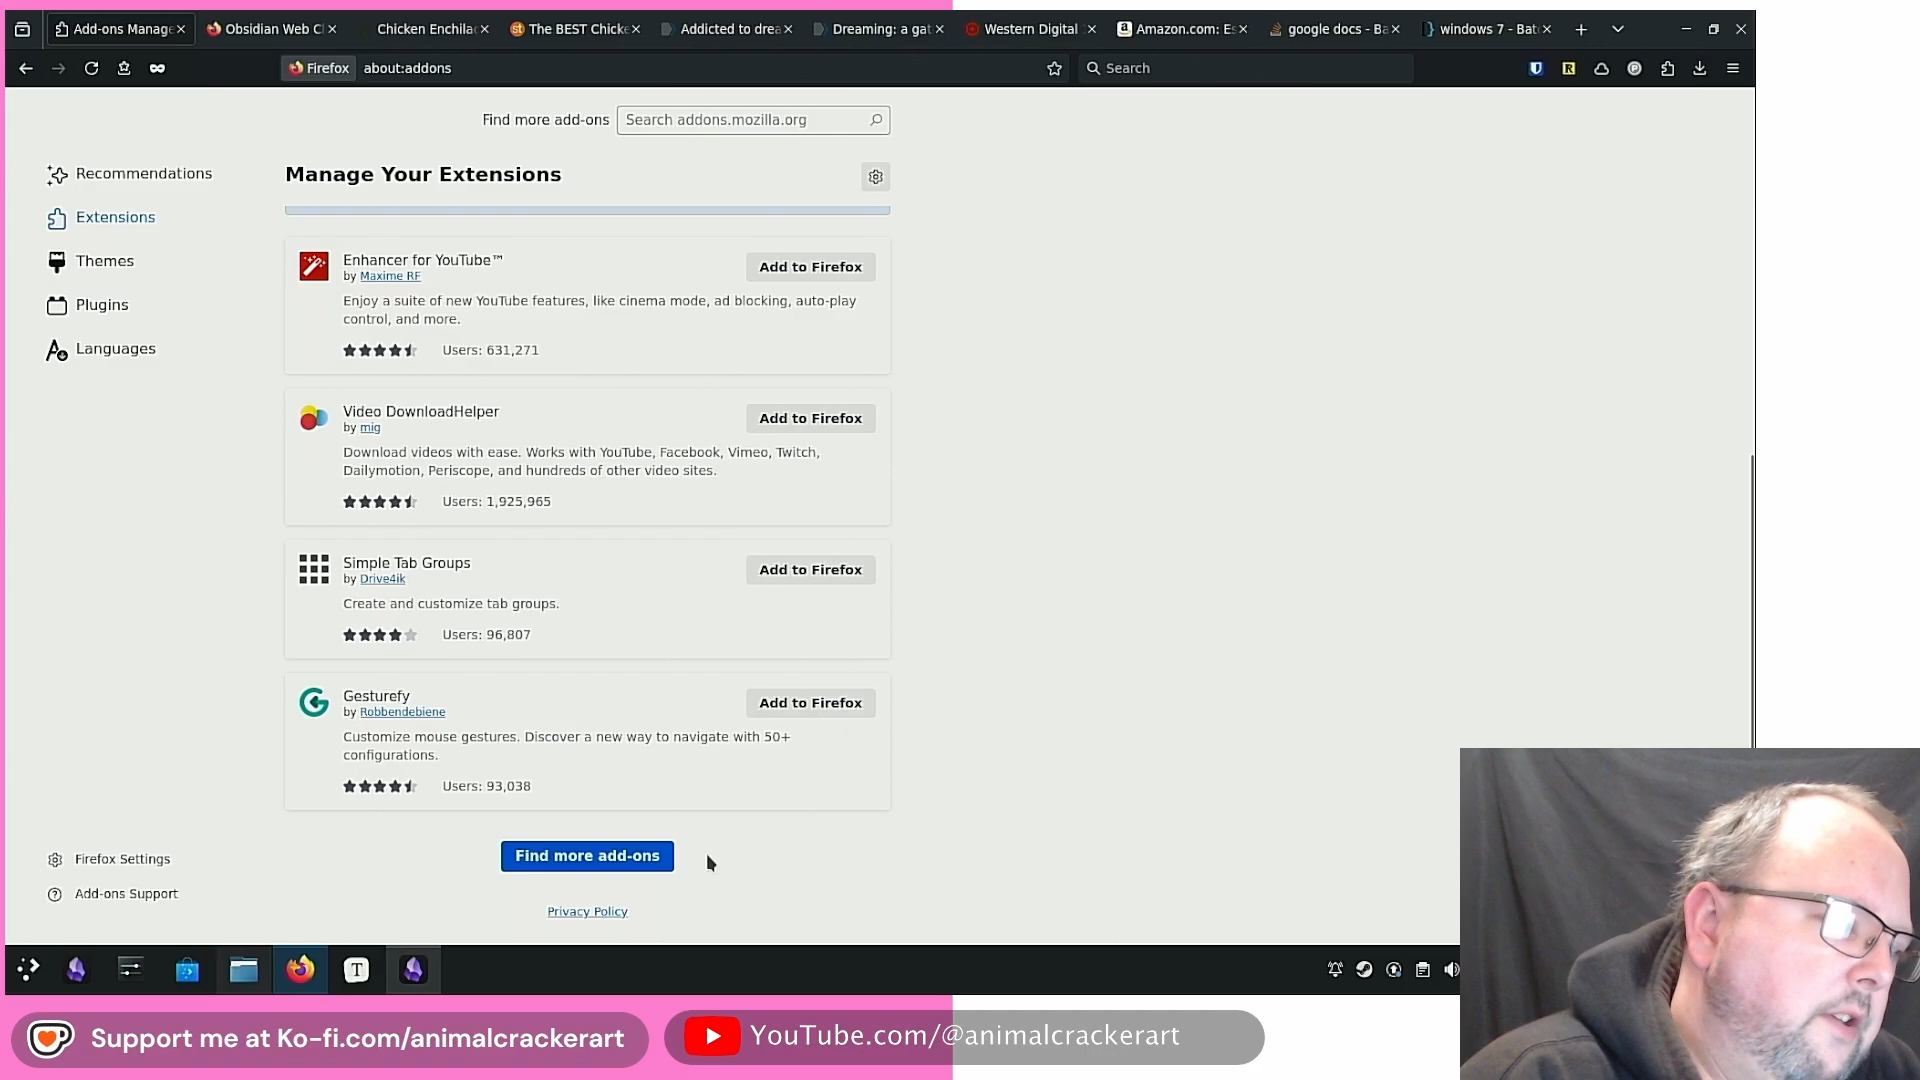 Add-ons Manage
Obsidian Web Cl
Chicken Enchilac
The BEST Chicke
Addicted to drea
Dreaming: a gat
Western Digital
Amazon.com: Es
google docs - Ba
windows 7 - Bat
Firefox
about:addons
Search
Find more add-ons
Search addons.mozilla.org
Recommendations
Extensions
Themes
Plugins
Languages
Firefox Settings
Add-ons Support
Manage Your Extensions
Enhancer for YouTube™
by Maxime RF
Add to Firefox
Enjoy a suite of new YouTube features, like cinema mode, ad blocking, auto-play
control, and more.
Users: 631,271
Video DownloadHelper
by mig
Add to Firefox
Download videos with ease. Works with YouTube, Facebook, Vimeo, Twitch,
Dailymotion, Periscope, and hundreds of other video sites.
Users: 1,925,965
Simple Tab Groups
by Drive4ik
Add to Firefox
Create and customize tab groups.
Users: 96,807
Gesturefy
by Robbendebiene
Add to Firefox
Customize mouse gestures. Discover a new way to navigate with 50+
configurations.
Users: 93,038
Find more add-ons
Privacy Policy
Support me at Ko-fi.com/animalcrackerart
YouTube.com/@animalcrackerart